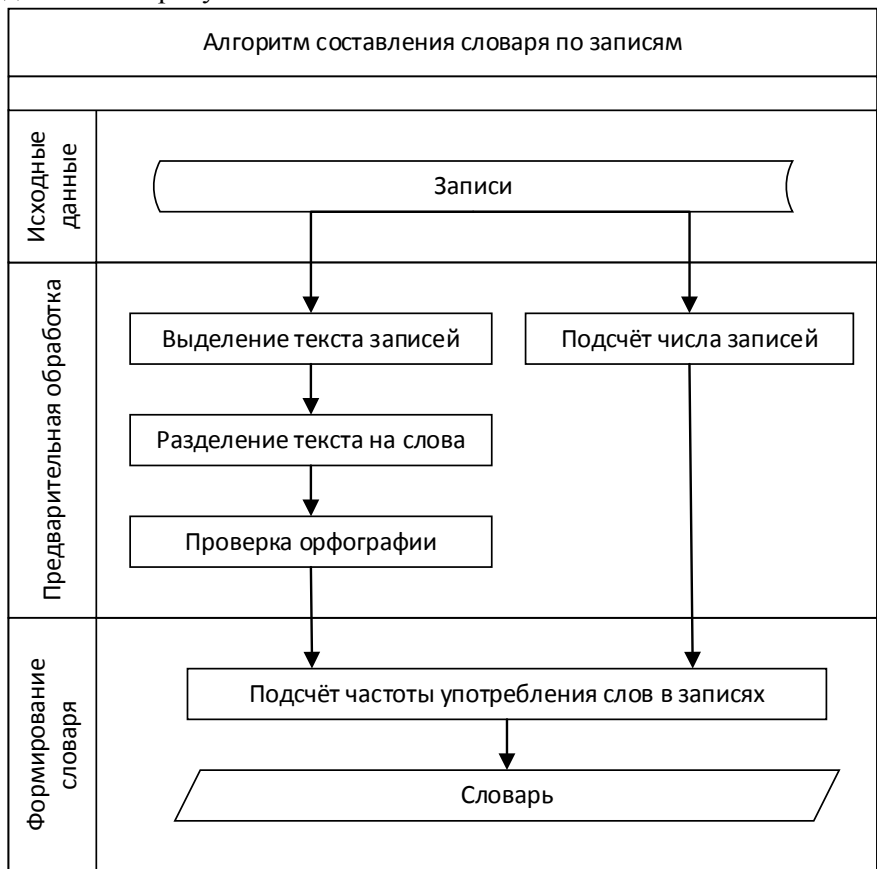 Алгоритм составления словаря по записям
Исходные
данные
Записи
Предварительная обработка
Выделение текста записей
Подсчёт числа записей
Разделение текста на слова
Проверка орфографии
Формирование
словаря
Подсчёт частоты употребления слов в записях
Словарь